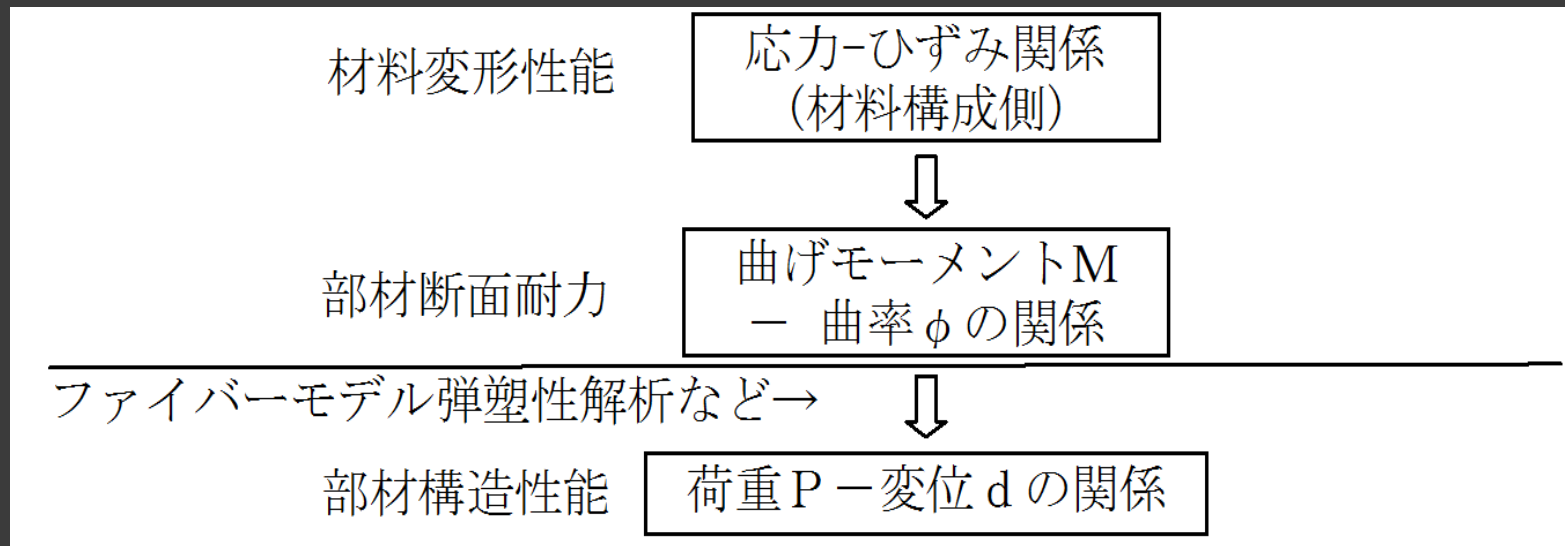 材料変形性能
応力-ひずみ関係
(材料構成側)
部材断面耐力
曲げモーメントM
－ 曲率φの関係
ファイバーモデル弾塑性解析など→
部材構造性能
荷重P－変位dの関係